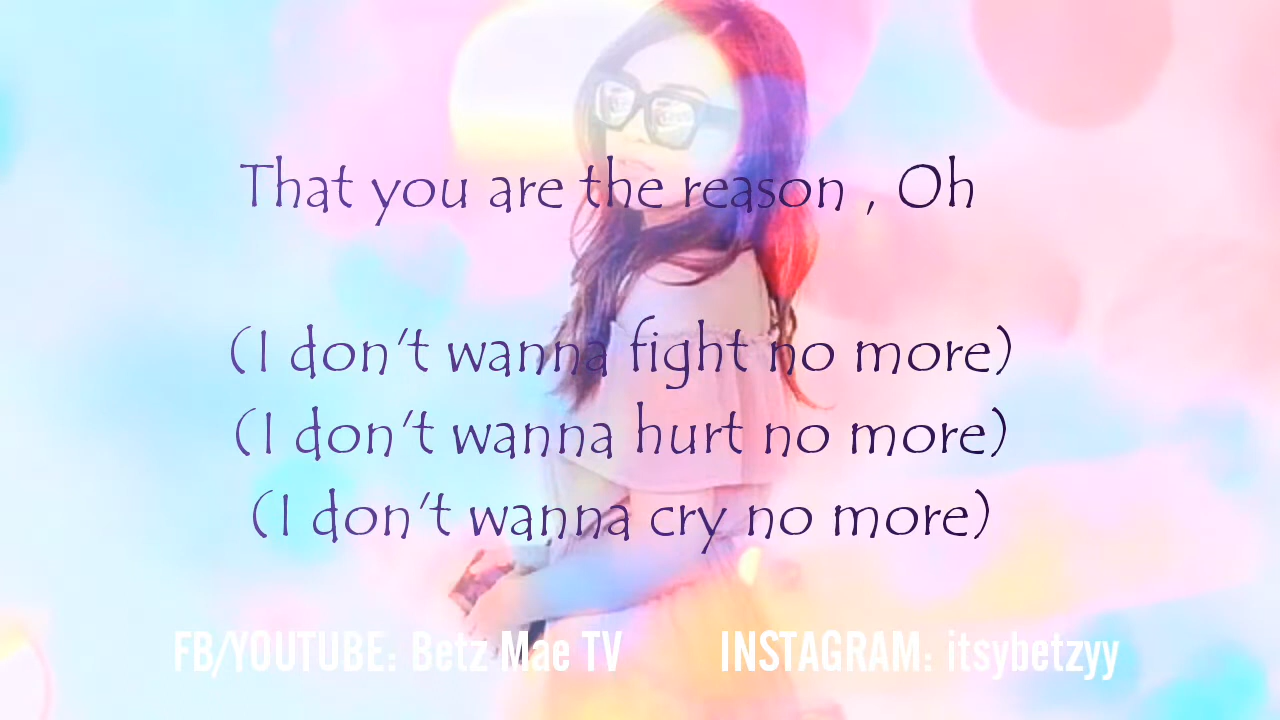 That you are the reason , Oh
(I don't wanna fight no more)
(I don't wanna hurt no more)
(I don't wanna cry no more)
FB/YOUTUBE: Betz Mae TV INSTAGRAM: itsybetzyy